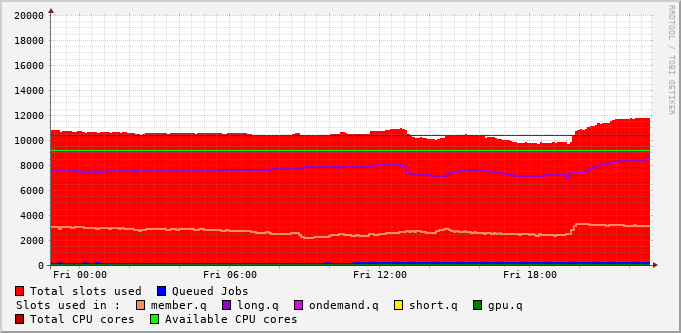 RRDTOOL / TOBI OETIKER
20000
18000
16000
14000
12000
10000
8000
6000
4000
2000
0
Fri 00:00 Fri 06:00 Fri 12:00 Fri 18:00
Total slots used Queued Jobs
Slots used in : member.q long.q ondemand.q short.q gpu.q
Total CPU cores Available CPU cores